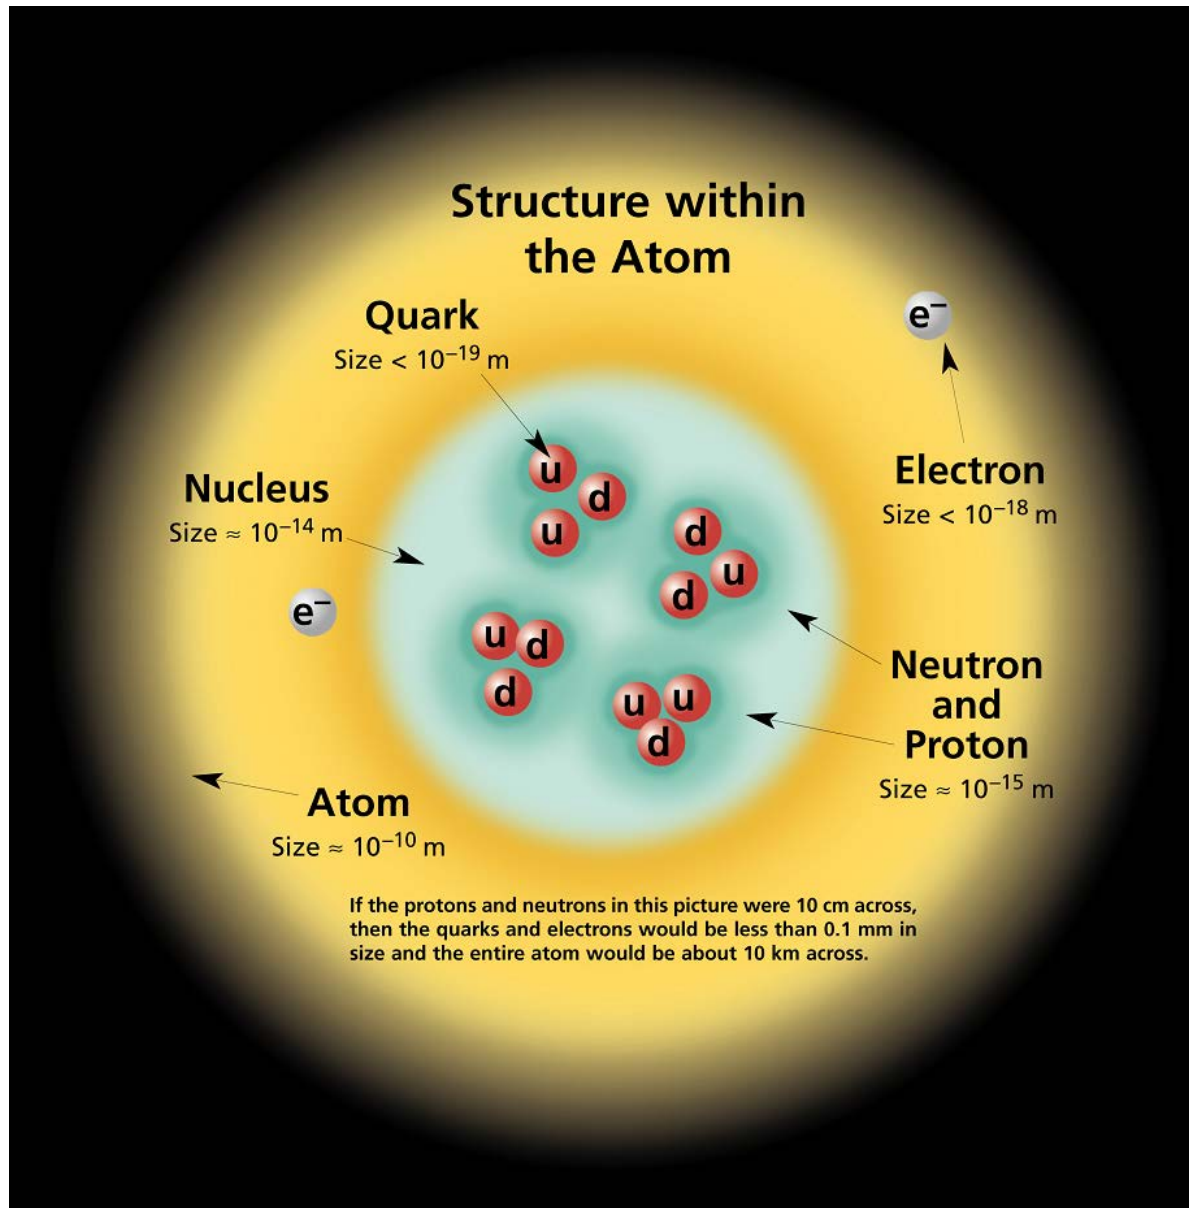 Structure within
the Atom
Quark
Size < 10⁻¹⁹ m
e⁻
Nucleus
Size ≈ 10⁻¹⁴ m
Electron
Size < 10⁻¹⁸ m
u
d
u
d
u
d
e⁻
u
d
d
u
u
d
Neutron
and
Proton
Size ≈ 10⁻¹⁵ m
Atom
Size ≈ 10⁻¹⁰ m
If the protons and neutrons in this picture were 10 cm across,
then the quarks and electrons would be less than 0.1 mm in
size and the entire atom would be about 10 km across.